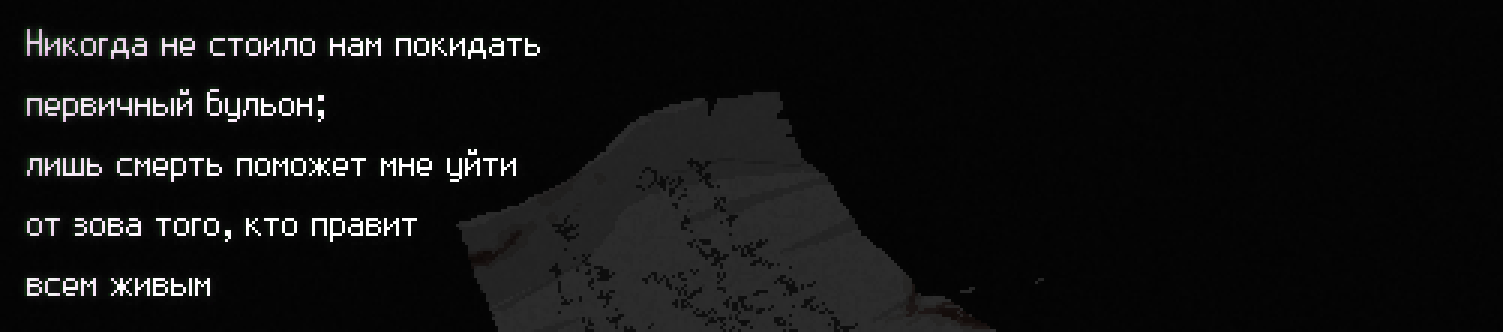 Никогда не стоило нам покидать
первичный бульон;
лишь смерть поможет мне уйти
от зова того, кто правит
всем живым